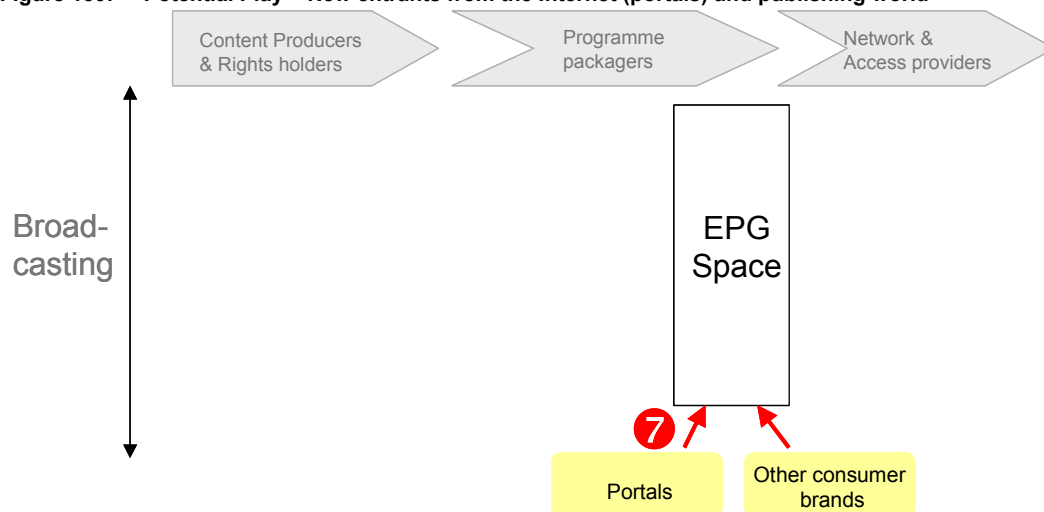 Content Producers
& Rights holders
Programme
packagers
Network &
Access providers
Broad-
casting
EPG
Space
7
Portals
Other consumer
brands